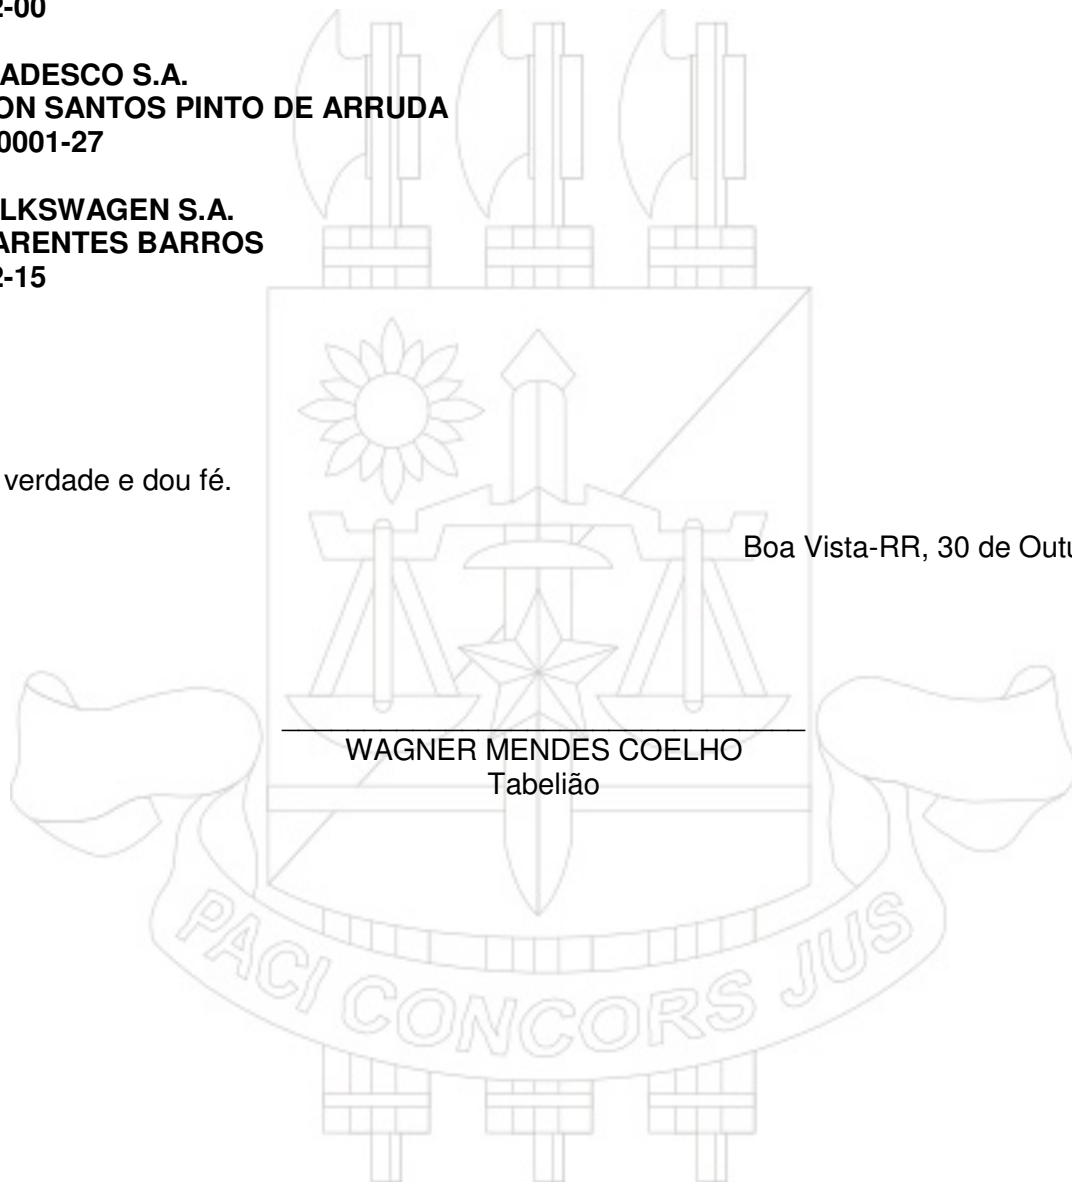 2-00
ADESCO S.A.
ON SANTOS PINTO DE ARRUDA
0001-27
LKSWAGEN S.A.
ARENTES BARROS
2-15
verdade e dou fé.
Boa Vista-RR, 30 de Outu
WAGNER MENDES COELHO
Tabelião
PACI CONCORS JUS